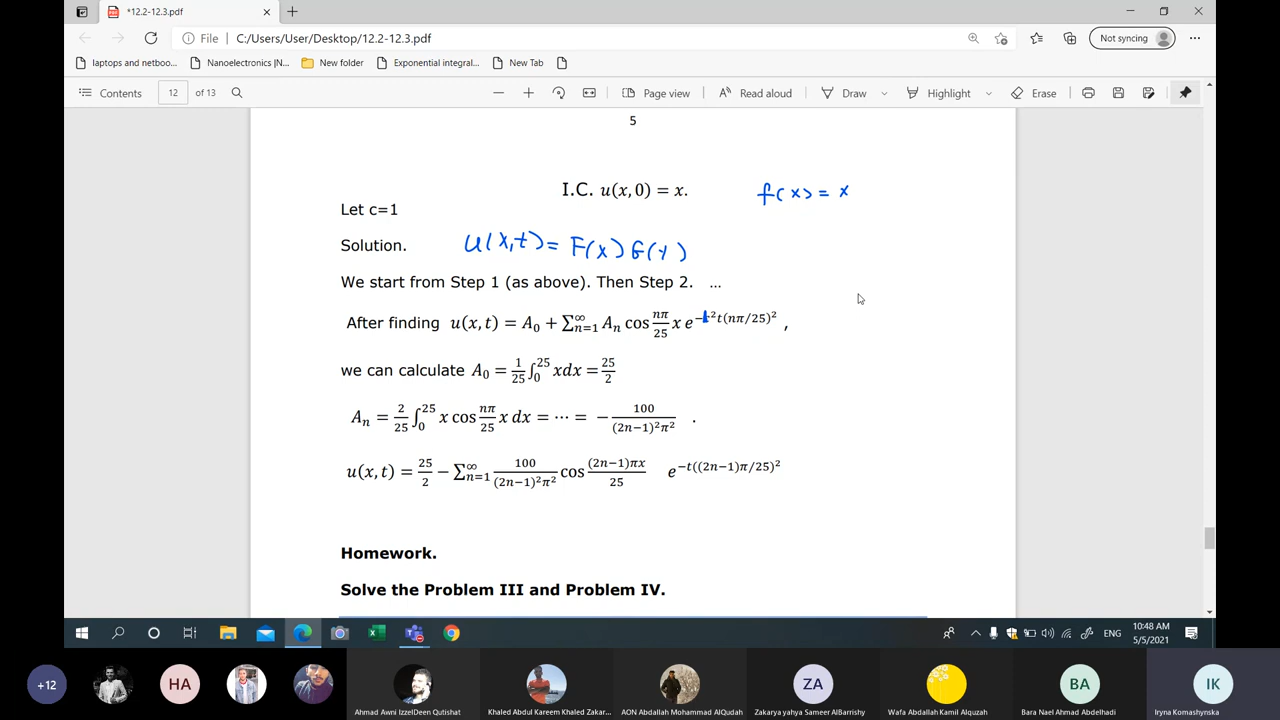 *12.2-12.3.pdf
File C:/Users/User/Desktop/12.2-12.3.pdf
Not syncing
laptops and netboo... Nanoelectronics |N... New folder Exponential integral... New Tab
Contents 12 of 13 Page view Read aloud Draw Highlight Erase
5
I.C. u(x, 0) = x. f(x) = x
Let c=1
Solution. u(x,t) = F(x) G(t)
We start from Step 1 (as above). Then Step 2. ...
After finding u(x, t) = A₀ + ∑ₙ₌₁^∞ Aₙ cos nπ/25 x e^−²t(nπ/25)² ,
we can calculate A₀ = 1/25 ∫₀²⁵ xdx = 25/2
Aₙ = 2/25 ∫₀²⁵ x cos nπ/25 x dx = ⋯ = − 100/(2n−1)²π² .
u(x, t) = 25/2 − ∑ₙ₌₁^∞ 100/(2n−1)²π² cos (2n−1)πx/25 e^−t((2n−1)π/25)²
Homework.
Solve the Problem III and Problem IV.
ENG
10:48 AM
5/5/2021
+12 HA ZA BA IK
Ahmad Awni IzzelDeen Qutishat Khaled Abdul Kareem Khaled Zakar... AON Abdallah Mohammad AlQudah Zakarya yahya Sameer AlBarrishy Wafa Abdallah Kamil Alquzah Bara Nael Ahmad Abdelhadi Iryna Komashynska